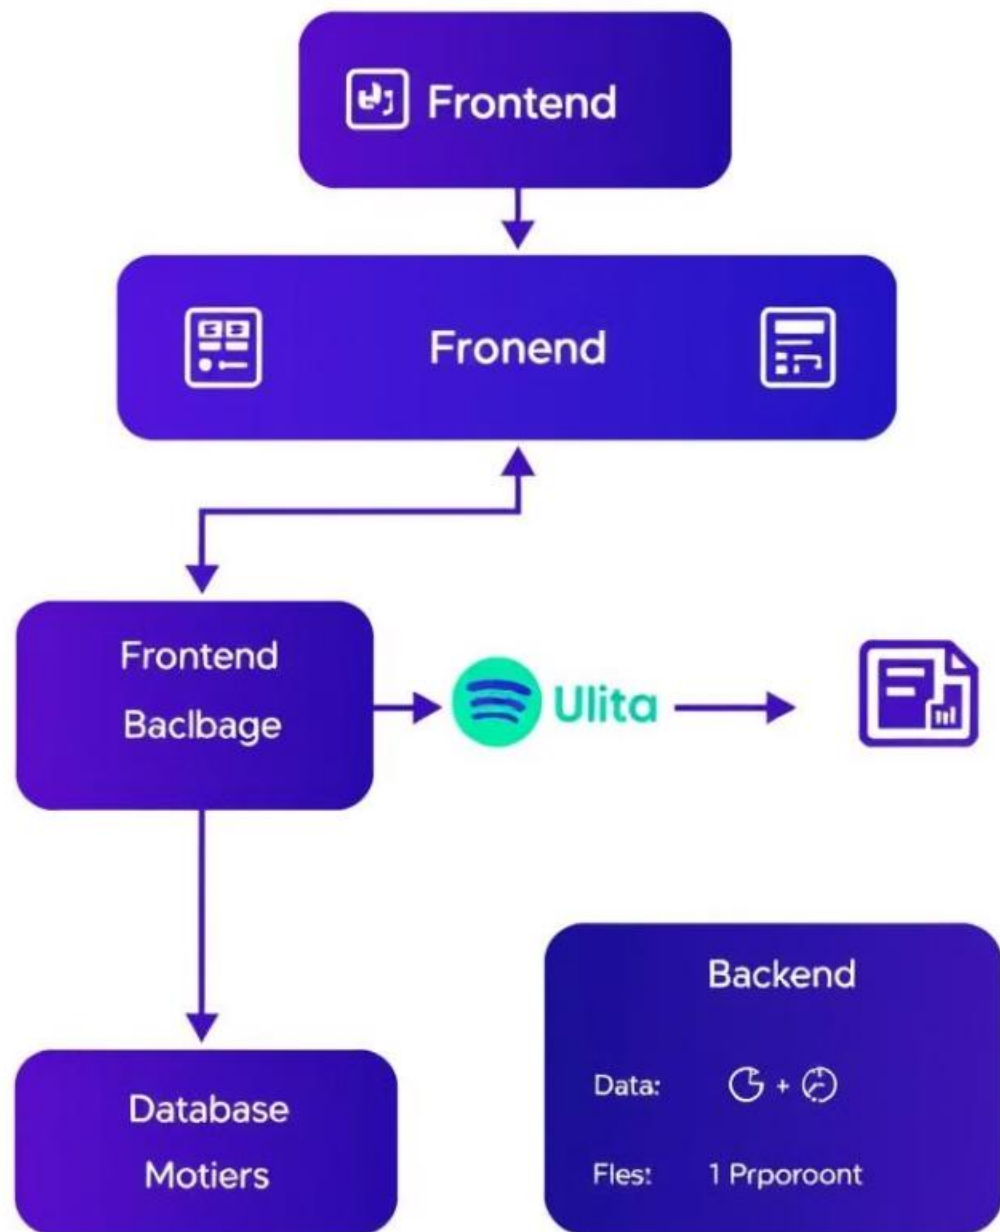 Frontend
Fronend
Frontend
Baclbage
Ulita
Database
Motiers
Backend
Data: +
Fles: 1 Prporoont